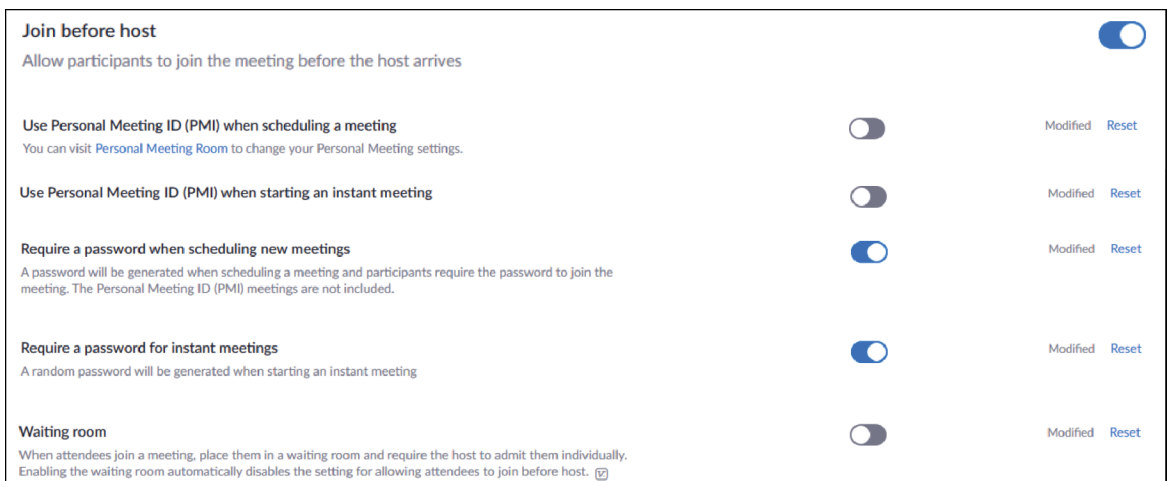 Join before host
Allow participants to join the meeting before the host arrives
Use Personal Meeting ID (PMI) when scheduling a meeting
Modified Reset
You can visit Personal Meeting Room to change your Personal Meeting settings.
Use Personal Meeting ID (PMI) when starting an instant meeting
Modified Reset
Require a password when scheduling new meetings
Modified Reset
A password will be generated when scheduling a meeting and participants require the password to join the
meeting. The Personal Meeting ID (PMI) meetings are not included.
Require a password for instant meetings
Modified Reset
A random password will be generated when starting an instant meeting
Waiting room
Modified Reset
When attendees join a meeting, place them in a waiting room and require the host to admit them individually.
Enabling the waiting room automatically disables the setting for allowing attendees to join before host.